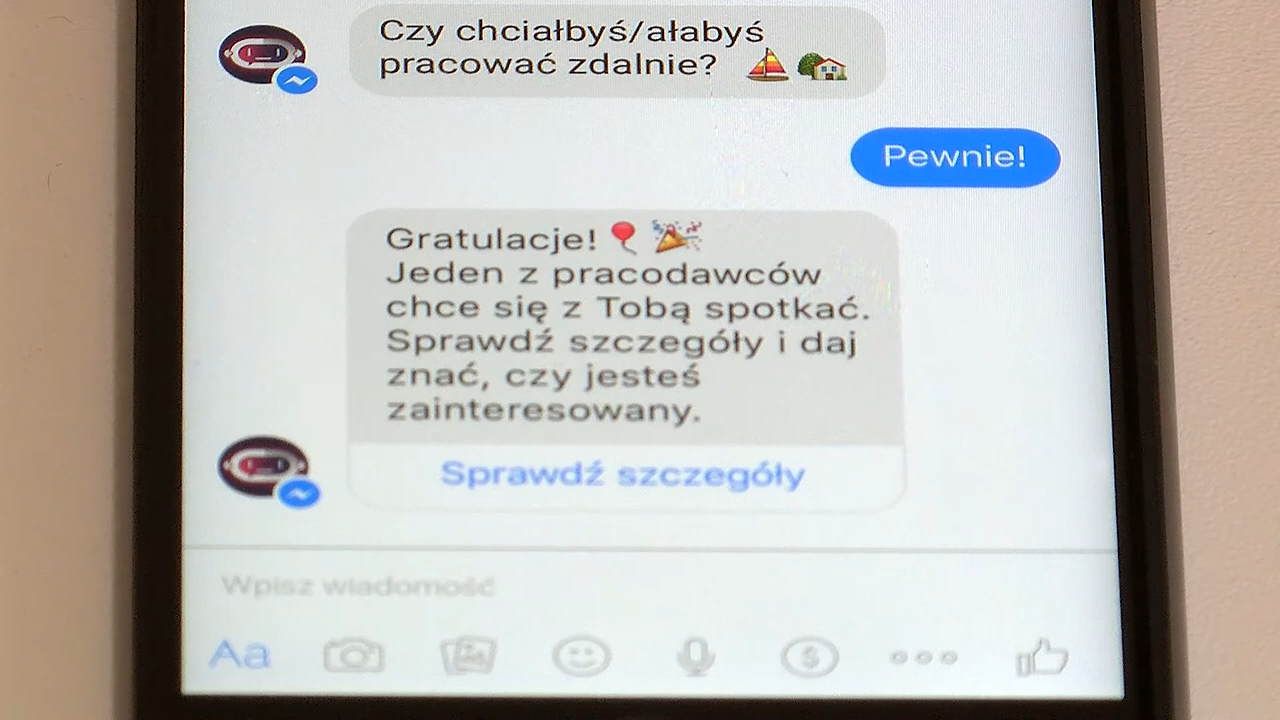 Czy chciałbyś/ałabyś
pracować zdalnie?
Pewnie!
Gratulacje!
Jeden z pracodawców
chce się z Tobą spotkać.
Sprawdź szczegóły i daj
znać, czy jesteś
zainteresowany.
Sprawdź szczegóły
Wpisz wiadomość
Aa
$